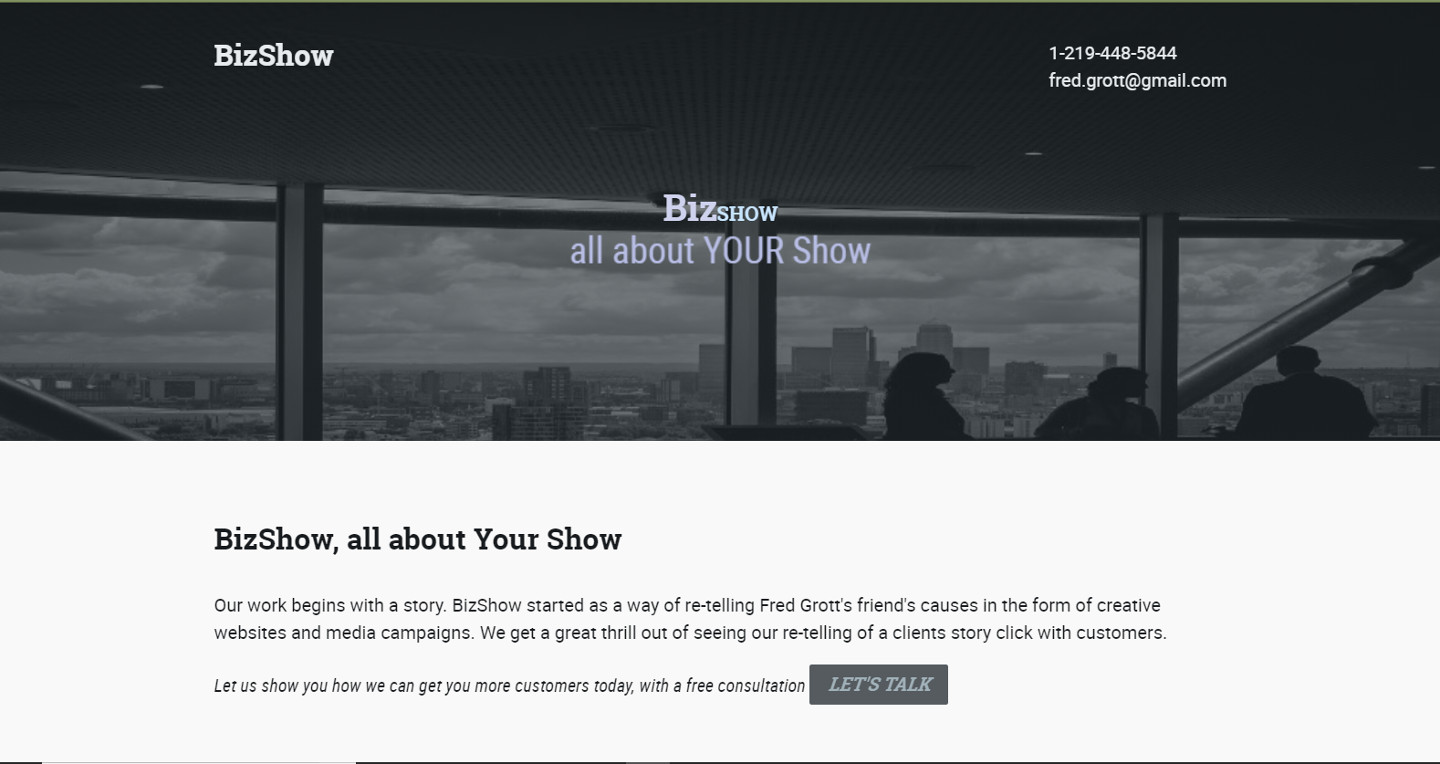 BizShow
1-219-448-5844
fred.grott@gmail.com
BizSHOW
all about YOUR Show
BizShow, all about Your Show
Our work begins with a story. BizShow started as a way of re-telling Fred Grott's friend's causes in the form of creative
websites and media campaigns. We get a great thrill out of seeing our re-telling of a clients story click with customers.
Let us show you how we can get you more customers today, with a free consultation LET'S TALK